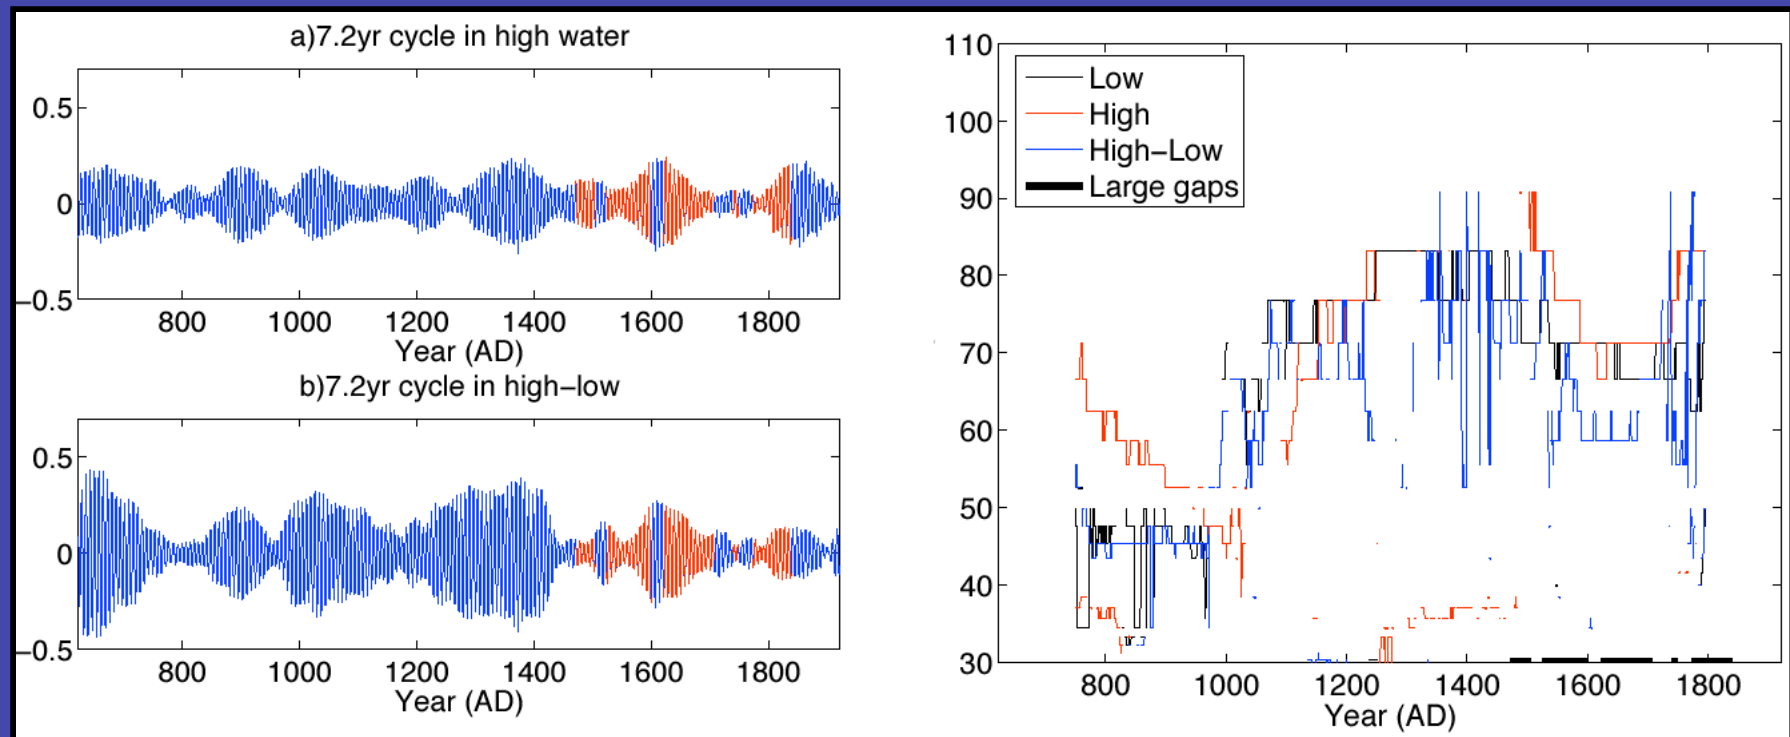 a)7.2yr cycle in high water
0.5
0
−0.5
800 1000 1200 1400 1600 1800
Year (AD)
b)7.2yr cycle in high−low
0.5
0
−0.5
800 1000 1200 1400 1600 1800
Year (AD)
110
100
90
80
70
60
50
40
30
Low
High
High−Low
Large gaps
800 1000 1200 1400 1600 1800
Year (AD)